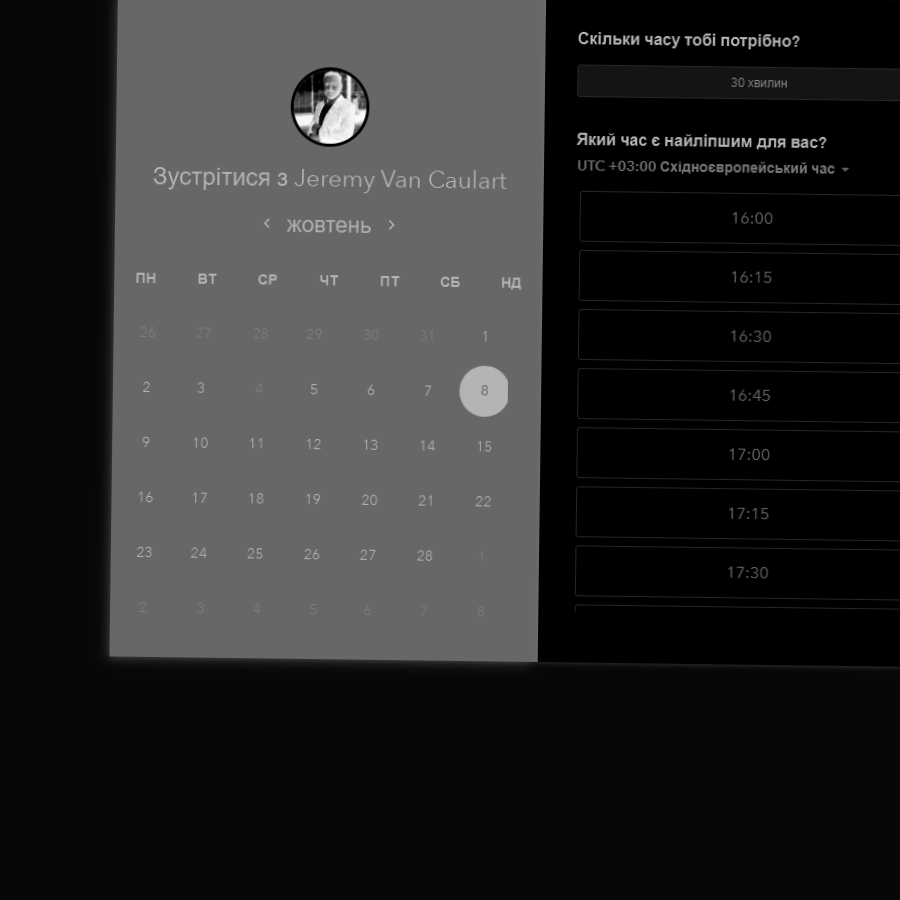 Зустрітися з Jeremy Van Caulart
жовтень
ПН ВТ СР ЧТ ПТ СБ НД
26 27 28 29 30 31 1
2 3 4 5 6 7 8
9 10 11 12 13 14 15
16 17 18 19 20 21 22
23 24 25 26 27 28 1
2 3 4 5 6 7 8
Скільки часу тобі потрібно?
30 хвилин
Який час є найліпшим для вас?
UTC +03:00 Східноєвропейський час
16:00
16:15
16:30
16:45
17:00
17:15
17:30